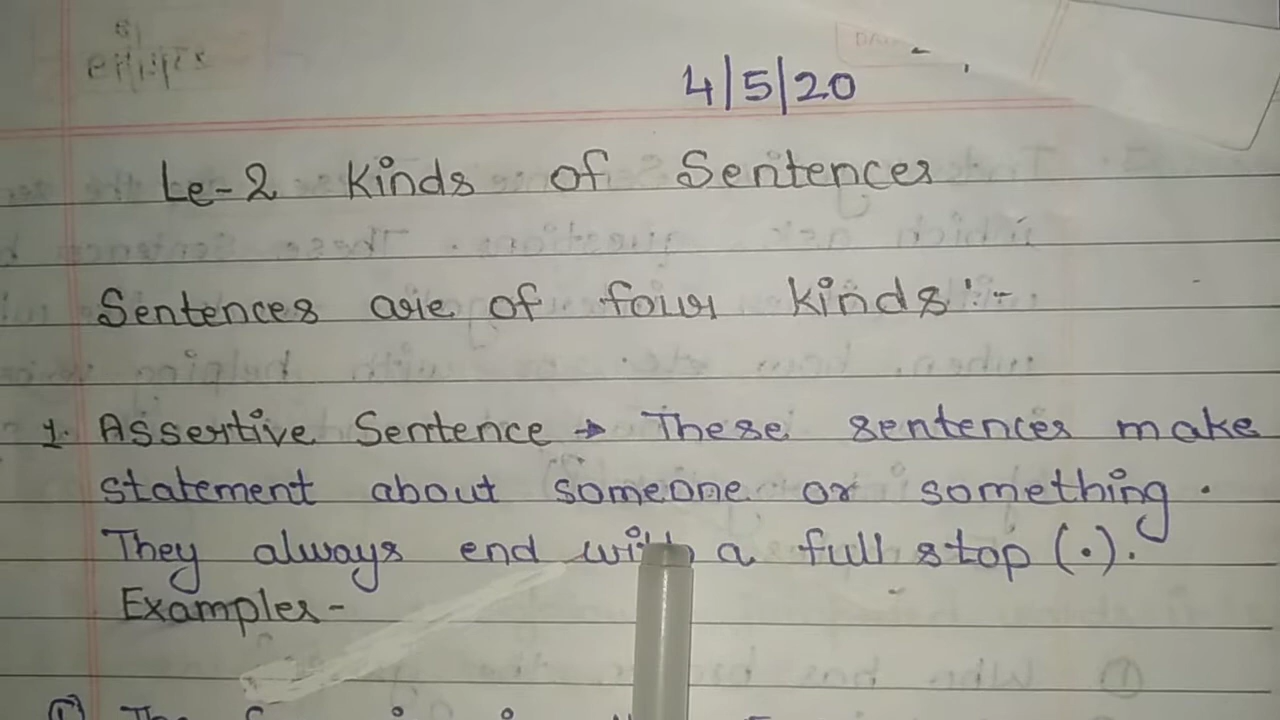 4/5/20
Le-2 Kinds of Sentences
Sentences are of four kinds:-
1. Assertive Sentence → These sentences make
statement about someone or something.
They always end with a full stop (.).
Examples-